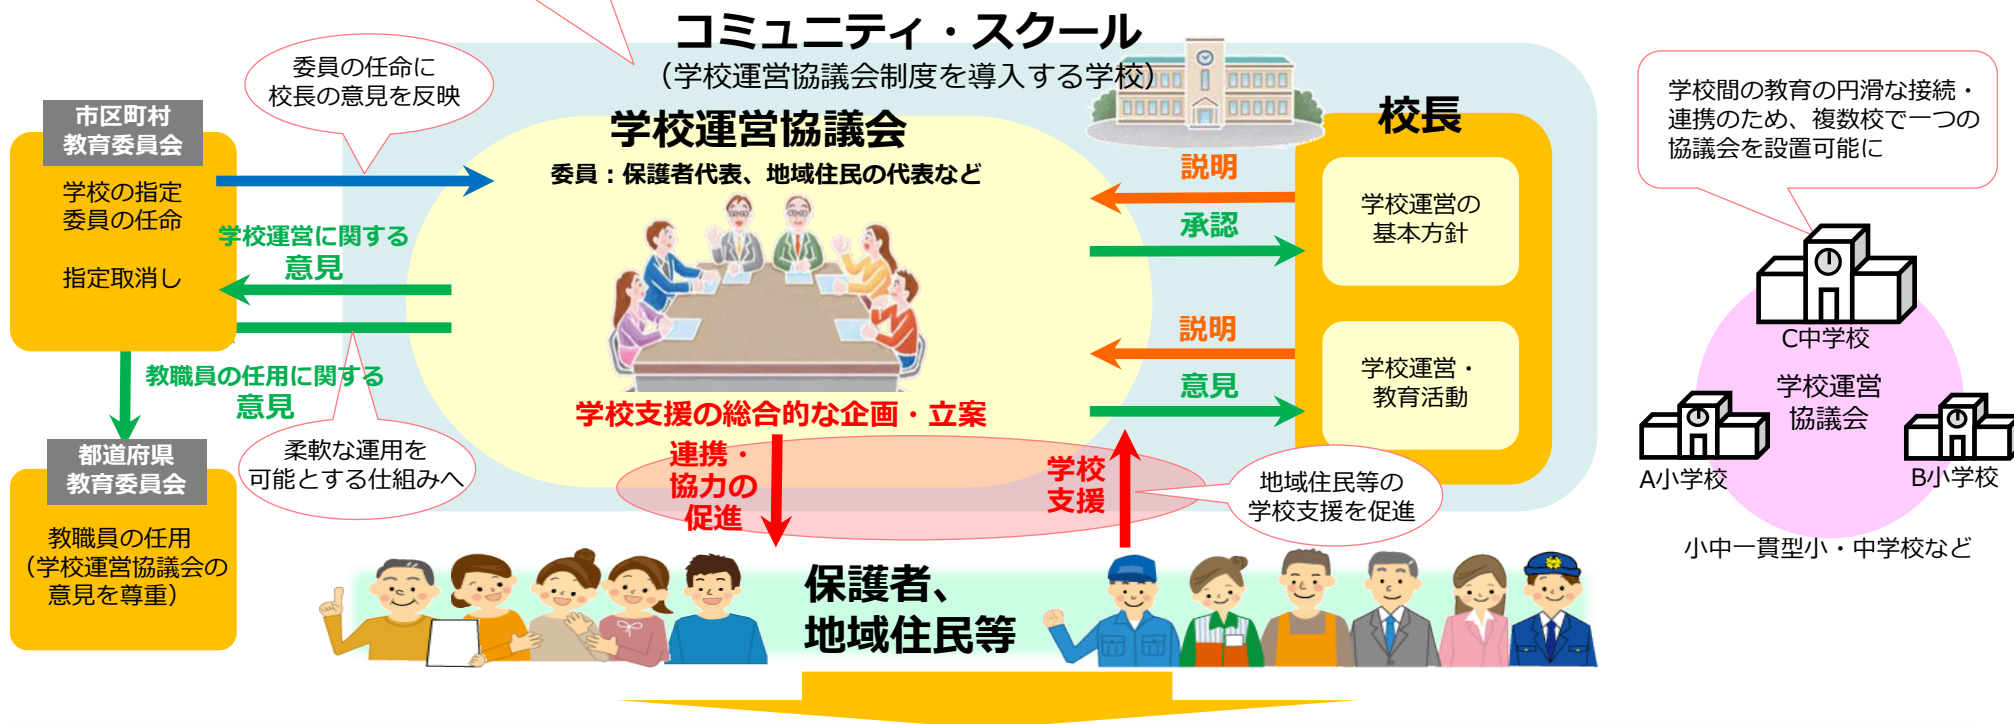 コミュニティ・スクール
（学校運営協議会制度を導入する学校）
委員の任命に
校長の意見を反映
市区町村
教育委員会
学校の指定
委員の任命
指定取消し
学校運営に関する
意見
教職員の任用に関する
意見
柔軟な運用を
可能とする仕組みへ
都道府県
教育委員会
教職員の任用
（学校運営協議会の
意見を尊重）
学校運営協議会
委員：保護者代表、地域住民の代表など
学校支援の総合的な企画・立案
連携・
協力の
促進
学校
支援
地域住民等の
学校支援を促進
説明
承認
説明
意見
校長
学校運営の
基本方針
学校運営・
教育活動
保護者、
地域住民等
学校間の教育の円滑な接続・
連携のため、複数校で一つの
協議会を設置可能に
C中学校
学校運営
協議会
A小学校
B小学校
小中一貫型小・中学校など